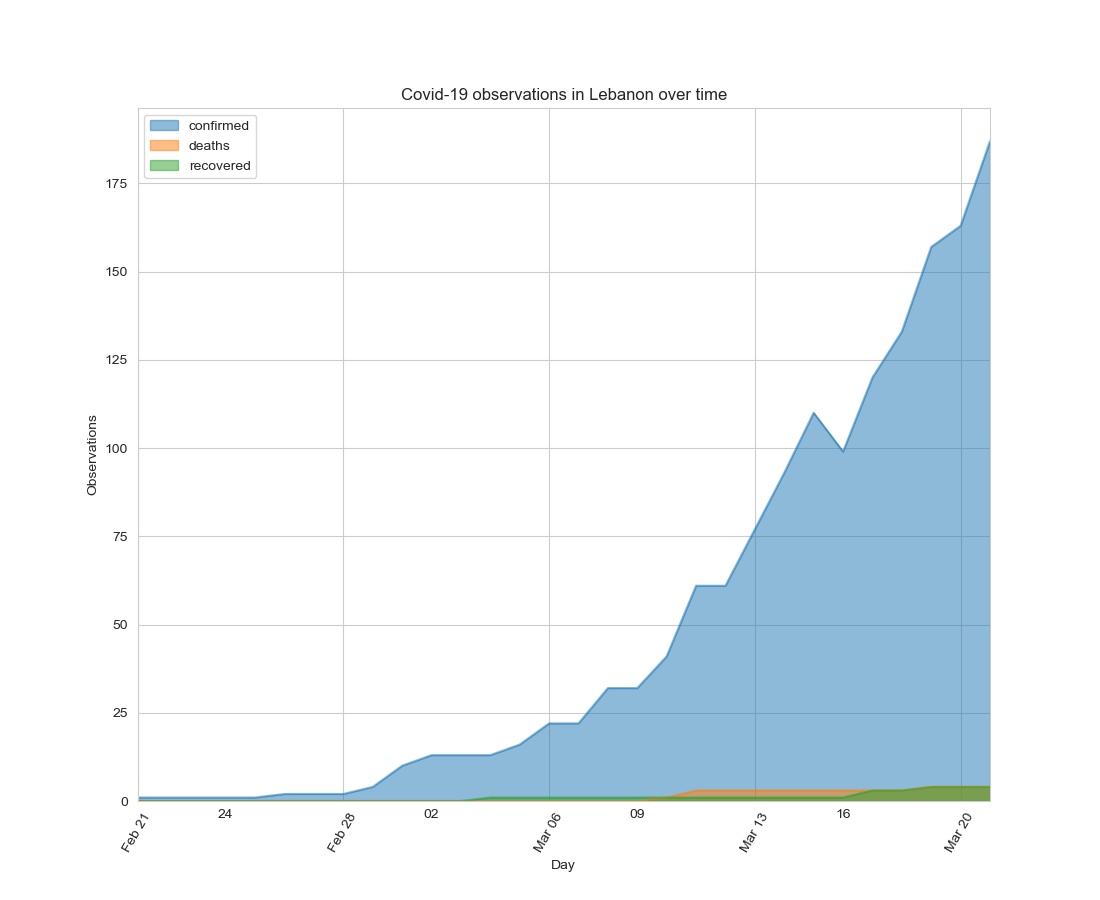 Covid-19 observations in Lebanon over time
confirmed
deaths
recovered
175
150
125
100
75
50
25
0
Observations
Feb 21
24
Feb 28
02
Mar 06
09
Mar 13
16
Mar 20
Day